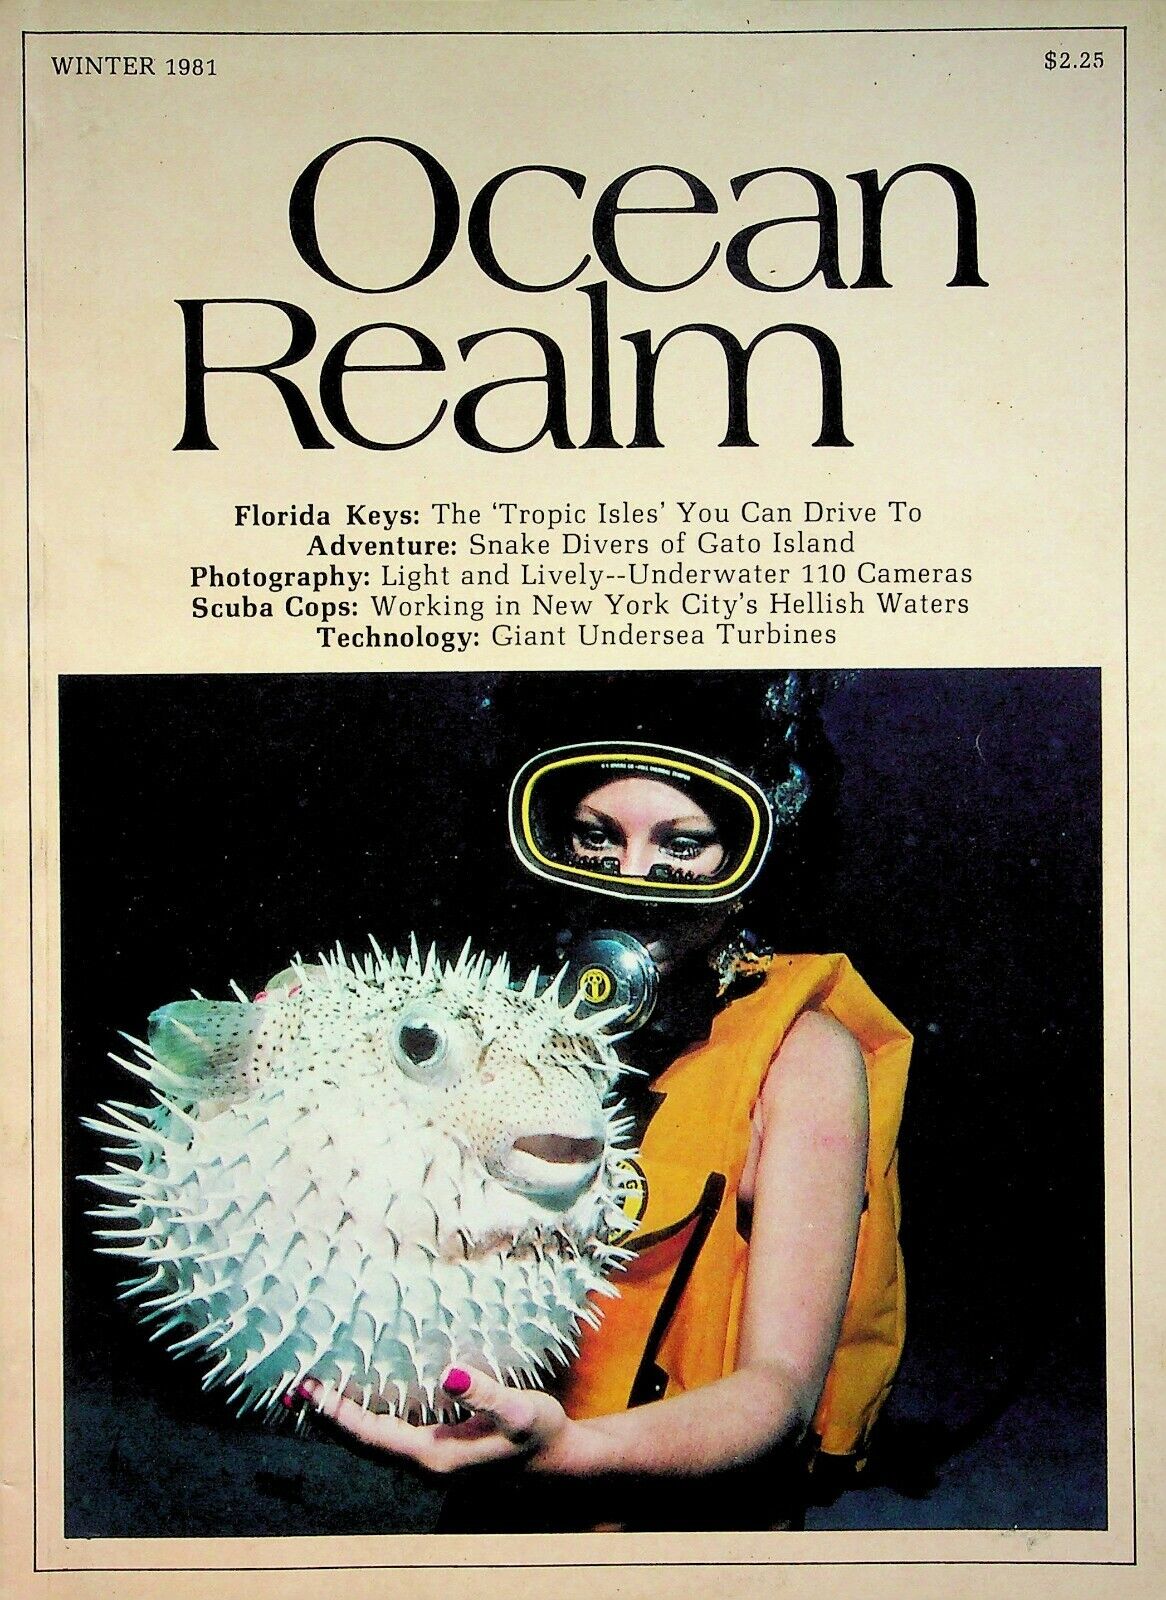 WINTER 1981
$2.25
Ocean
Realm
Florida Keys: The 'Tropic Isles' You Can Drive To
Adventure: Snake Divers of Gato Island
Photography: Light and Lively--Underwater 110 Cameras
Scuba Cops: Working in New York City's Hellish Waters
Technology: Giant Undersea Turbines